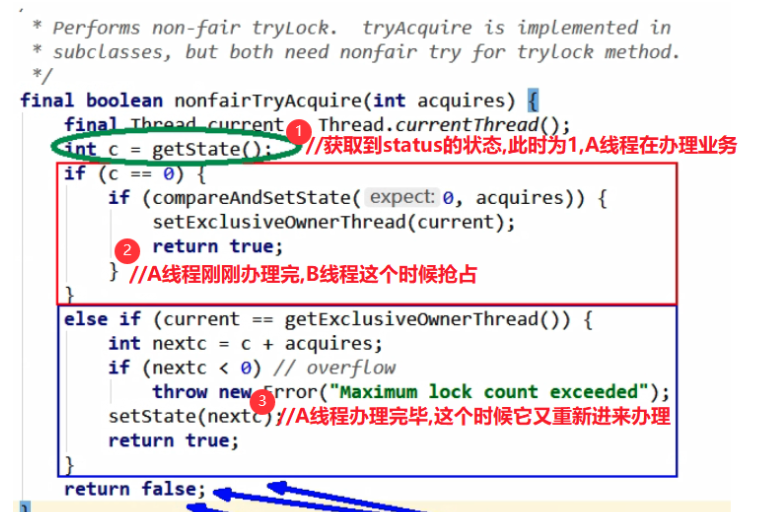 * Performs non-fair tryLock.  tryAcquire is implemented in
* subclasses, but both need nonfair try for trylock method.
*/
final boolean nonfairTryAcquire(int acquires) {
final Thread current Thread.currentThread();
1
int c = getState(); //获取到status的状态,此时为1,A线程在办理业务
if (c == 0) {
if (compareAndSetState( expect: 0, acquires)) {
setExclusiveOwnerThread(current);
return true;
2
} //A线程刚刚办理完,B线程这个时候抢占
}
else if (current == getExclusiveOwnerThread()) {
int nextc = c + acquires;
if (nextc < 0) // overflow
throw new Error("Maximum lock count exceeded");
3
setState(nextc); //A线程办理完毕,这个时候它又重新进来办理
return true;
}
return false;
}